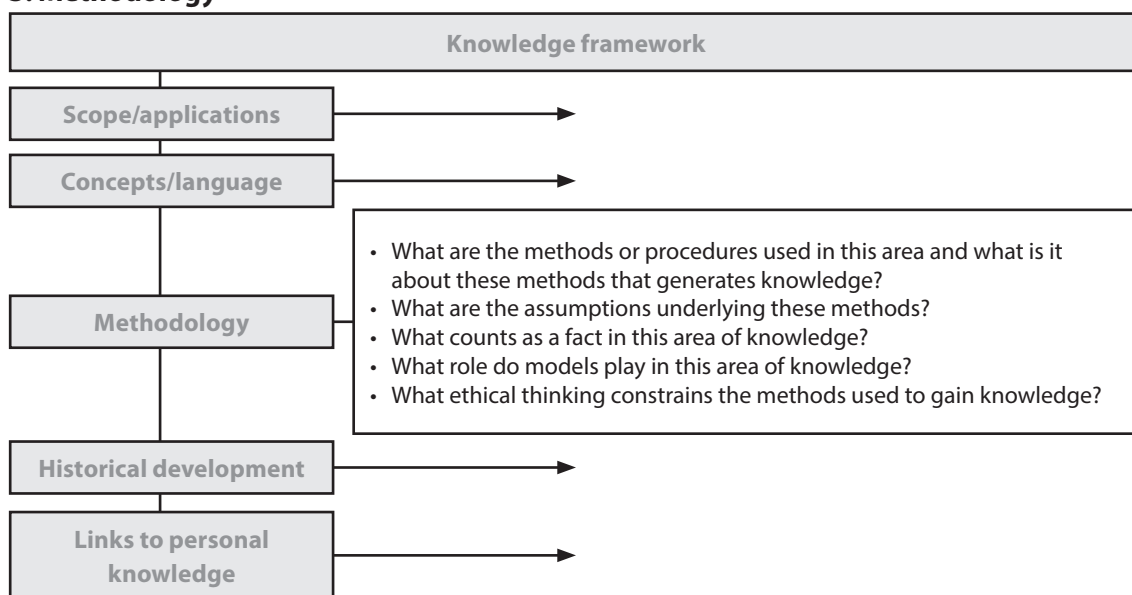 Knowledge framework
Scope/applications
Concepts/language
Methodology
• What are the methods or procedures used in this area and what is it
about these methods that generates knowledge?
• What are the assumptions underlying these methods?
• What counts as a fact in this area of knowledge?
• What role do models play in this area of knowledge?
• What ethical thinking constrains the methods used to gain knowledge?
Historical development
Links to personal
knowledge